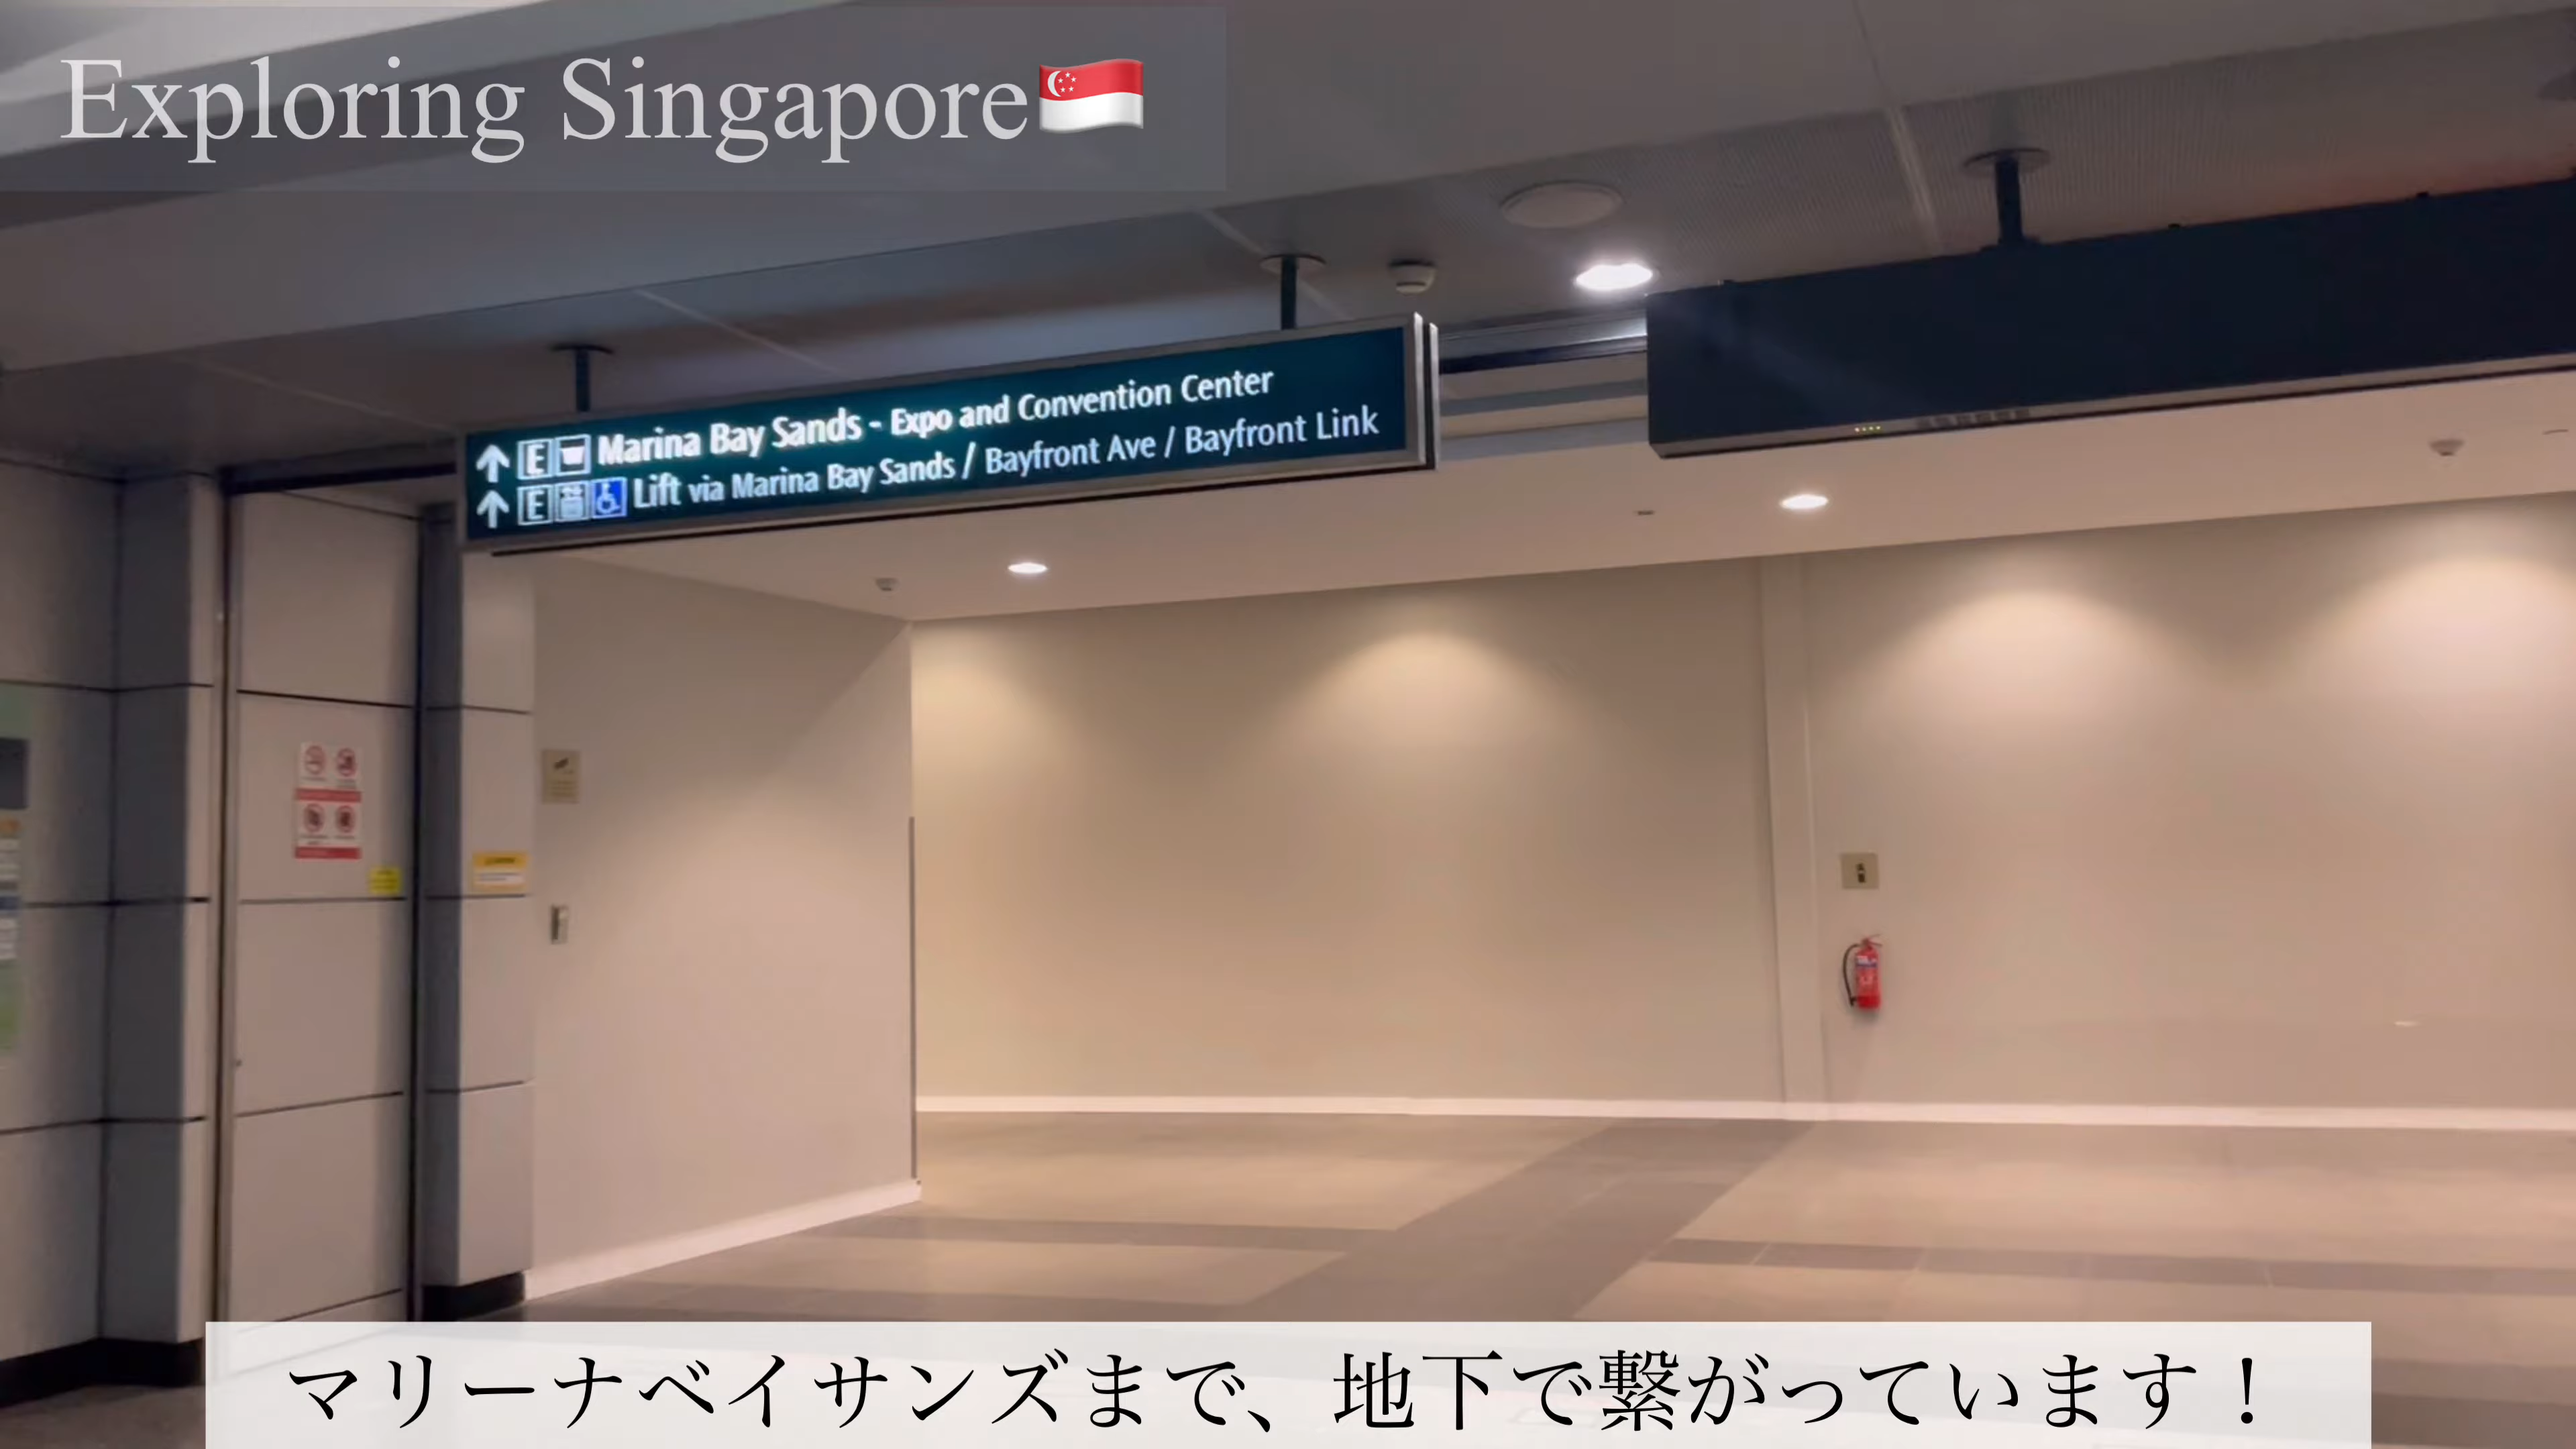 Exploring Singapore🇸🇬
E Marina Bay Sands - Expo and Convention Center
E Lift via Marina Bay Sands / Bayfront Ave / Bayfront Link
マリーナベイサンズまで、地下で繋がっています！